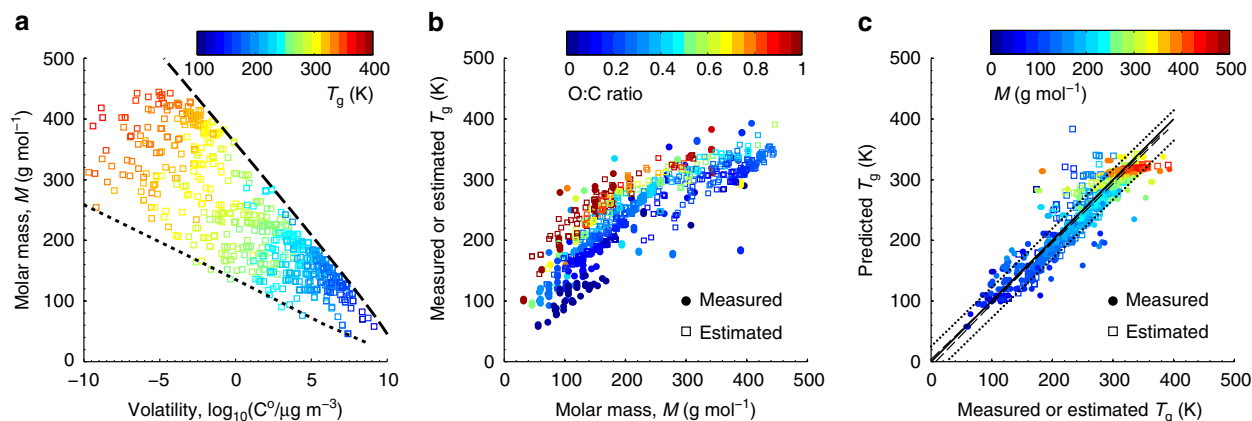 a
500
400
300
200
100
0
−10
−5
0
5
10
Molar mass, M (g mol−1)
Volatility, log10(C°/μg m−3)
100 200 300 400
Tg (K)
b
500
400
300
200
100
0
0
100
200
300
400
500
Measured or estimated Tg (K)
Molar mass, M (g mol−1)
0 0.2 0.4 0.6 0.8 1
O:C ratio
Measured
Estimated
c
500
400
300
200
100
0
0
100
200
300
400
500
Predicted Tg (K)
Measured or estimated Tg (K)
0 100 200 300 400 500
M (g mol−1)
Measured
Estimated